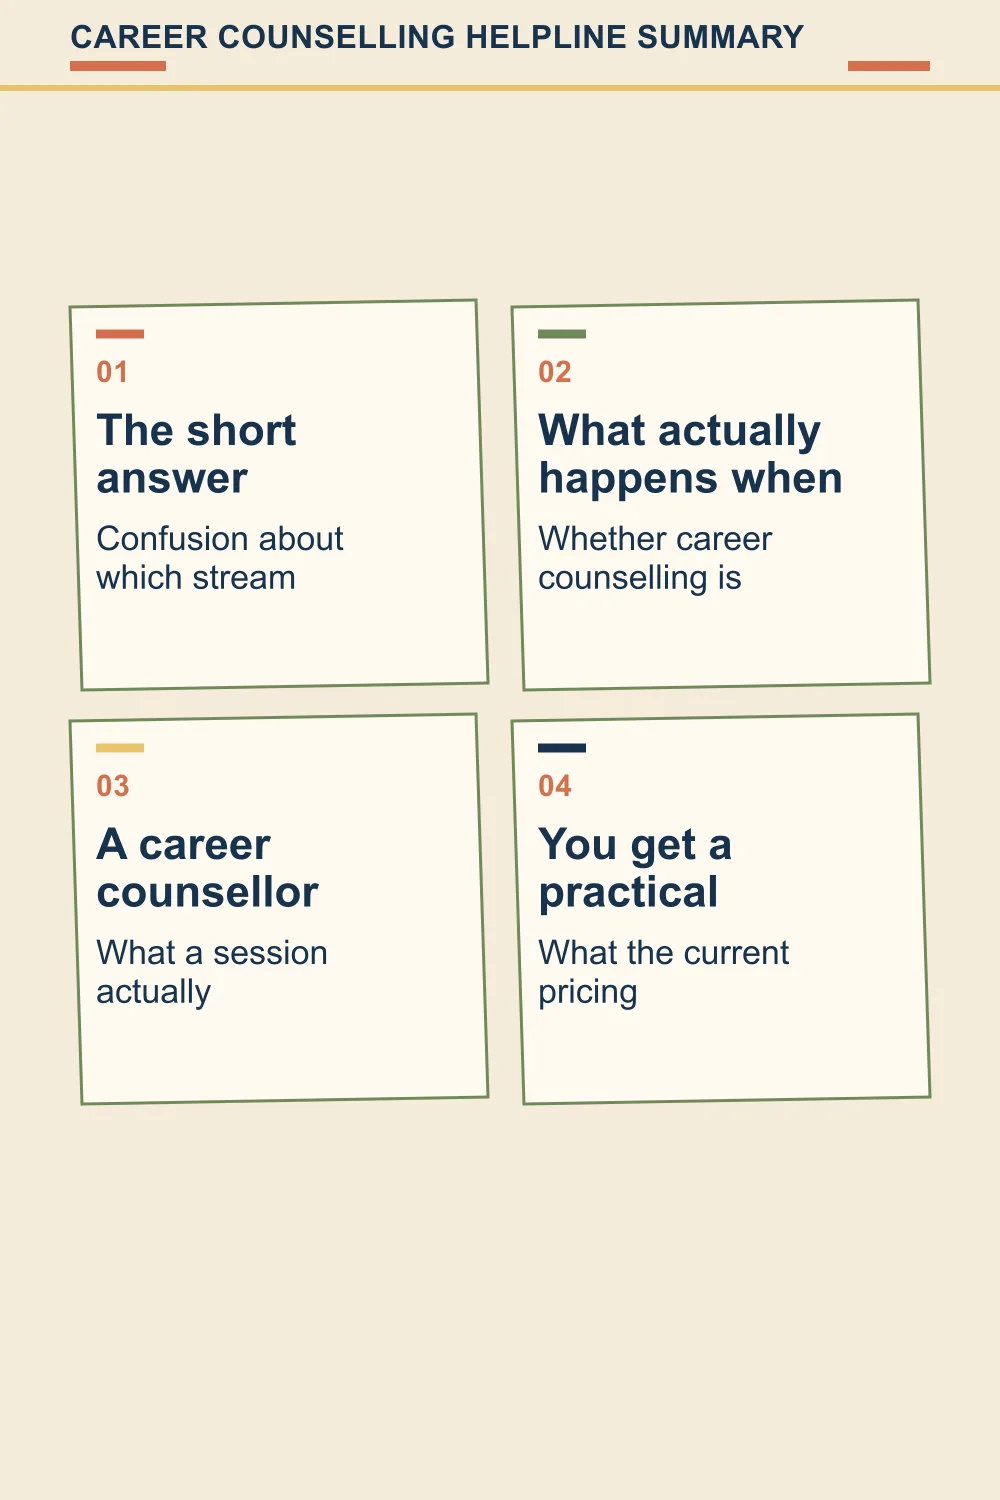 CAREER COUNSELLING HELPLINE SUMMARY
01
The short
answer
Confusion about
which stream
02
What actually
happens when
Whether career
counselling is
03
A career
counsellor
What a session
actually
04
You get a
practical
What the current
pricing